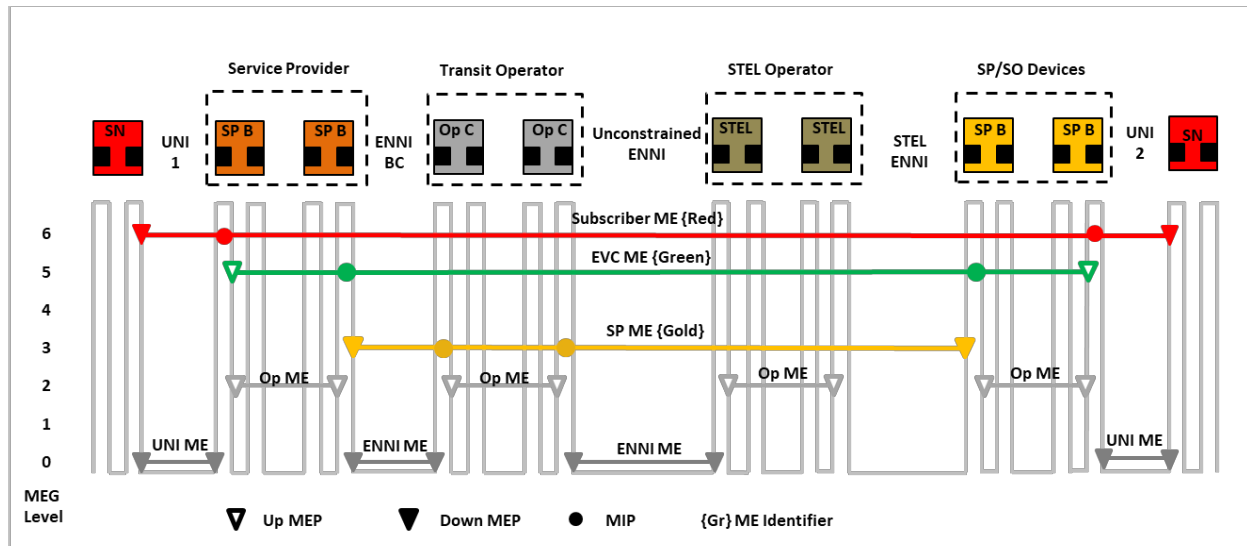 Service Provider
Transit Operator
STEL Operator
SP/SO Devices
SN
UNI
1
SP B
SP B
ENNI
BC
Op C
Op C
Unconstrained
ENNI
STEL
STEL
STEL
ENNI
SP B
SP B
UNI
2
SN
6
Subscriber ME {Red}
5
EVC ME {Green}
4
3
SP ME {Gold}
2
Op ME
Op ME
Op ME
Op ME
1
0
UNI ME
ENNI ME
ENNI ME
UNI ME
MEG
Level
Up MEP
Down MEP
MIP
{Gr} ME Identifier